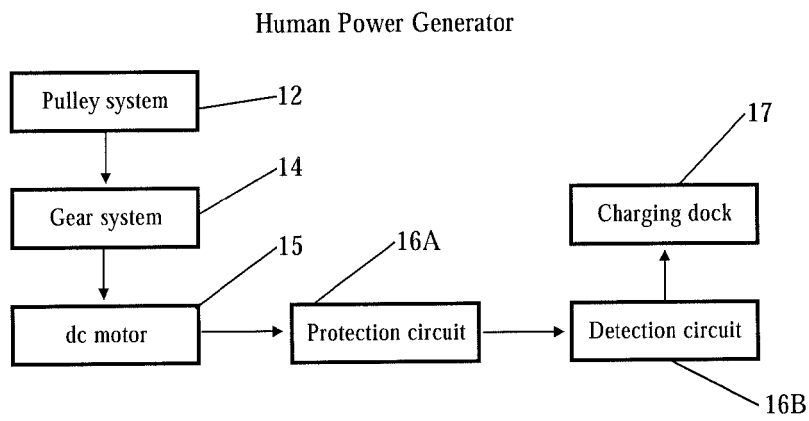 Human Power Generator
Pulley system
12
17
14
Gear system
Charging dock
15
16A
dc motor
Protection circuit
Detection circuit
16B